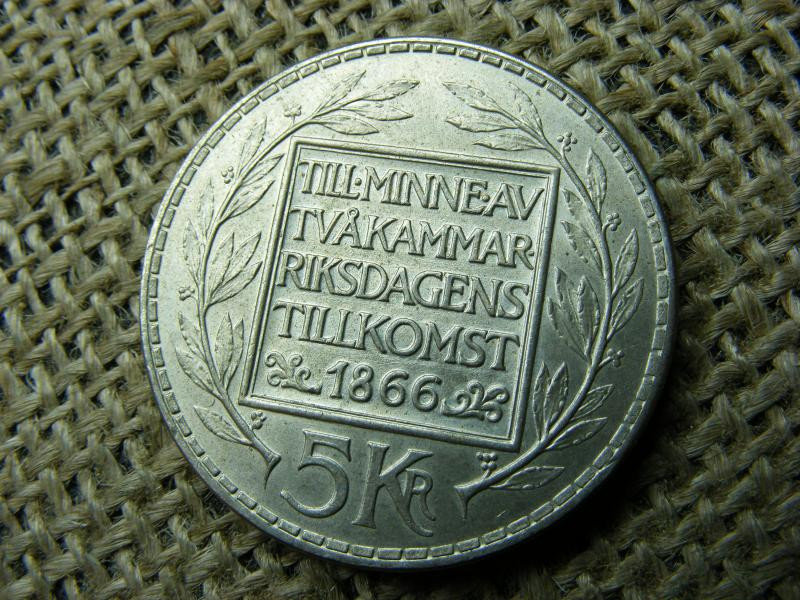 TILL·MINNE·AV
TVÅKAMMAR·
RIKSDAGENS
TILLKOMST
1866
5 KR